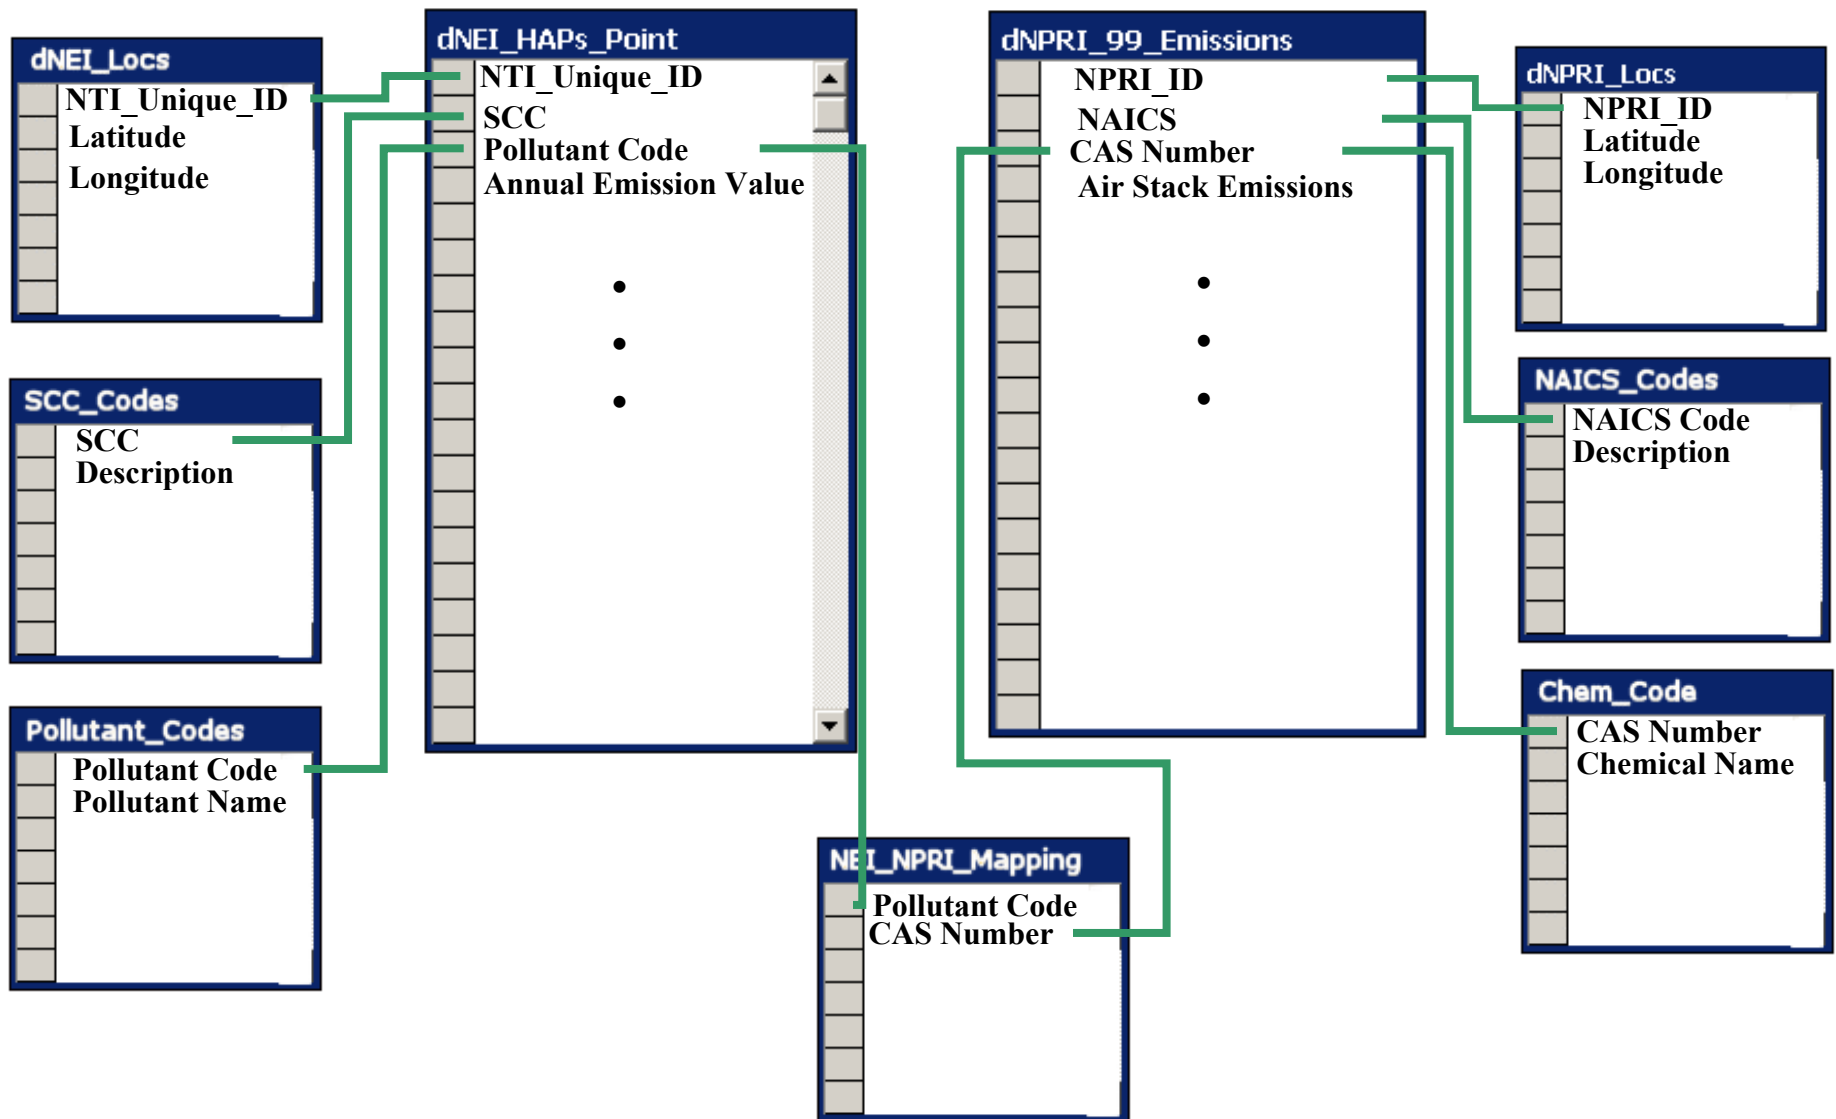 dNEI_Locs
NTI_Unique_ID
Latitude
Longitude
SCC_Codes
SCC
Description
Pollutant_Codes
Pollutant Code
Pollutant Name
dNEI_HAPs_Point
NTI_Unique_ID
SCC
Pollutant Code
Annual Emission Value
NEI_NPRI_Mapping
Pollutant Code
CAS Number
dNPRI_99_Emissions
NPRI_ID
NAICS
CAS Number
Air Stack Emissions
dNPRI_Locs
NPRI_ID
Latitude
Longitude
NAICS_Codes
NAICS Code
Description
Chem_Code
CAS Number
Chemical Name